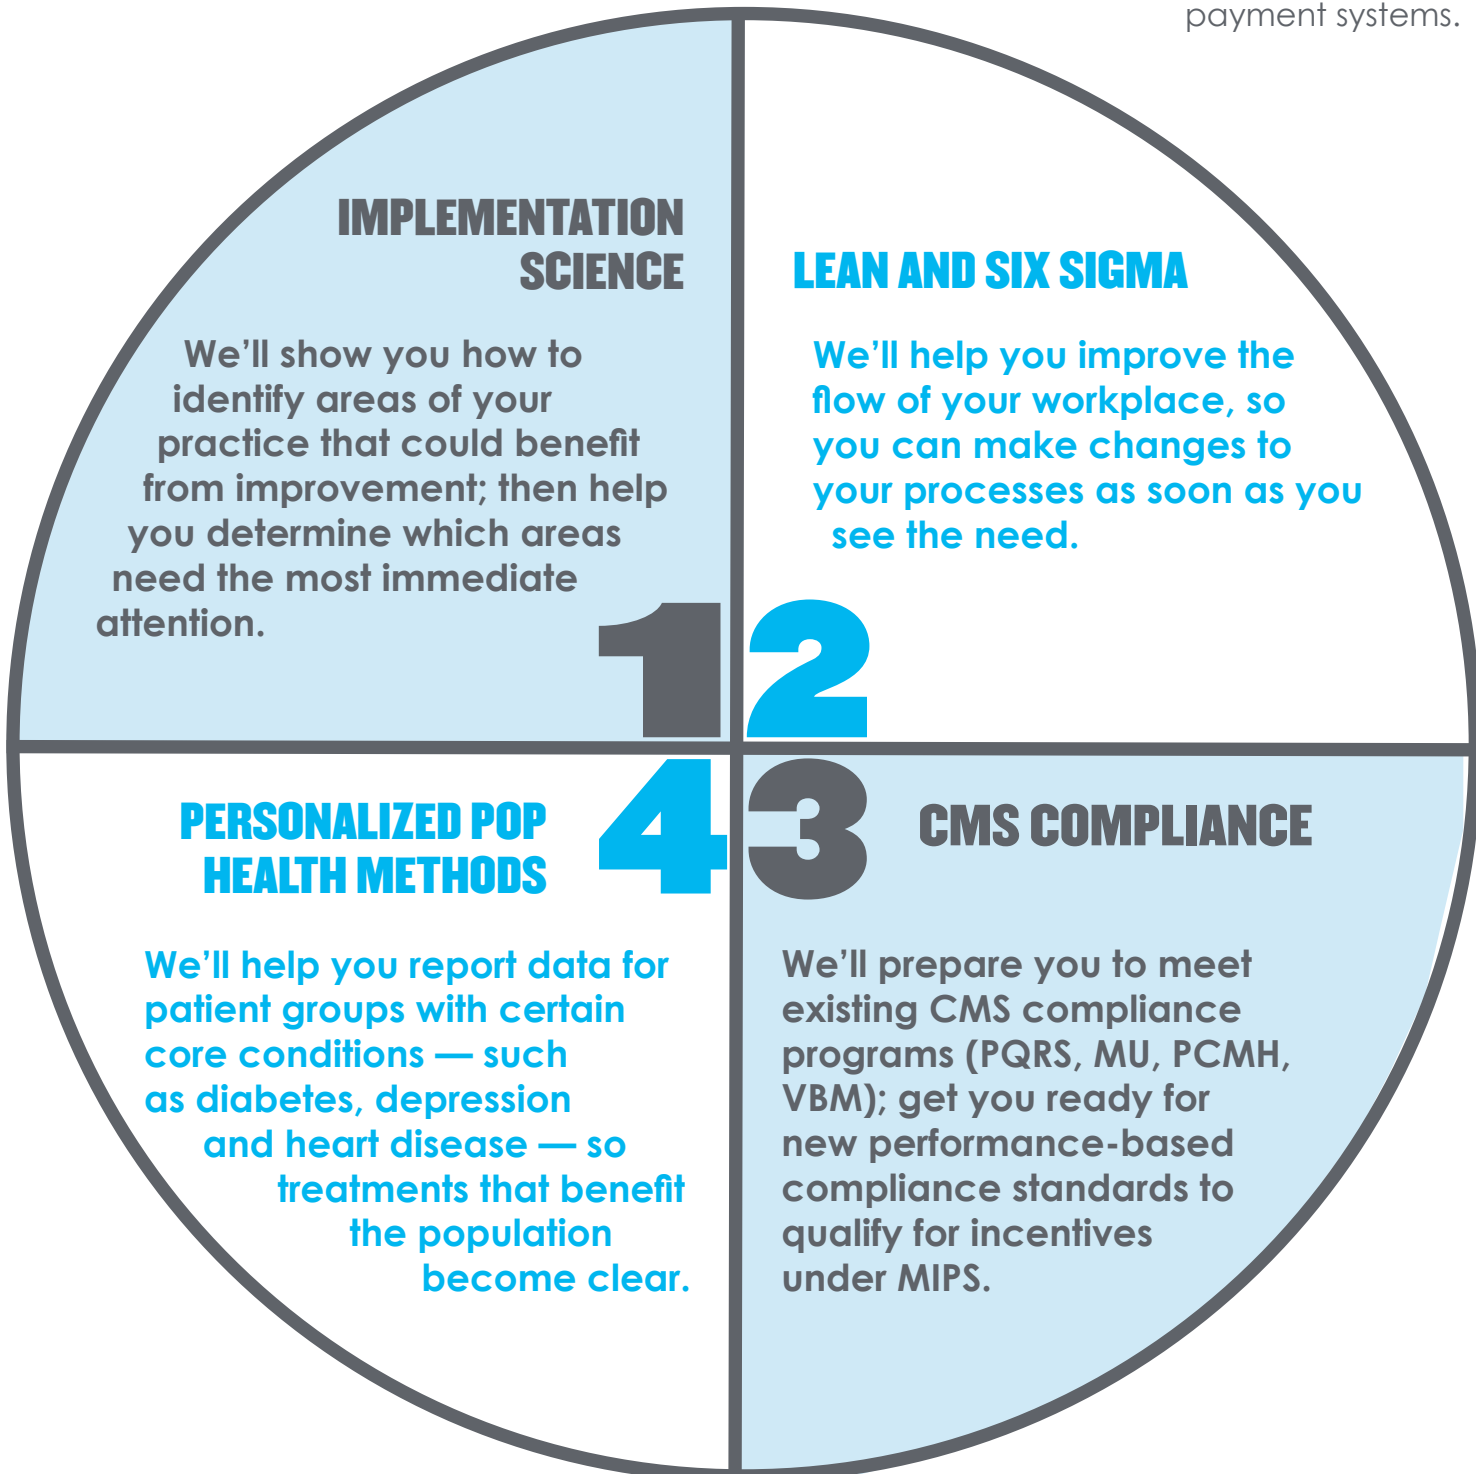 payment systems.
IMPLEMENTATION
SCIENCE
We’ll show you how to
identify areas of your
practice that could benefit
from improvement; then help
you determine which areas
need the most immediate
attention.
1
LEAN AND SIX SIGMA
We’ll help you improve the
flow of your workplace, so
you can make changes to
your processes as soon as you
see the need.
2
3
CMS COMPLIANCE
We’ll prepare you to meet
existing CMS compliance
programs (PQRS, MU, PCMH,
VBM); get you ready for
new performance-based
compliance standards to
qualify for incentives
under MIPS.
PERSONALIZED POP
HEALTH METHODS
4
We’ll help you report data for
patient groups with certain
core conditions — such
as diabetes, depression
and heart disease — so
treatments that benefit
the population
become clear.